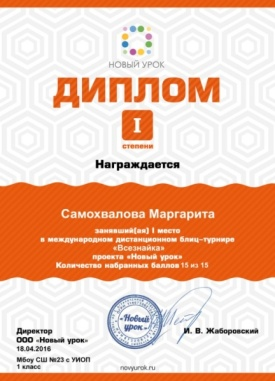 НОВЫЙ УРОК
ДИПЛОМ
I
степени
Награждается
Самохвалова Маргарита
занявший(ая) I место
в международном дистанционном блиц-турнире
«Всезнайка»
проекта «Новый урок»
Количество набранных баллов 15 из 15
«Новый
урок»
Директор
ООО «Новый урок»
И. В. Жаборовский
18.04.2016
Мбоу СШ №23 с УИОП
1 класс
novyurok.ru